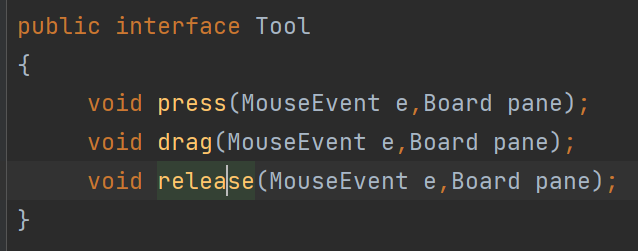 public interface Tool
{
void press(MouseEvent e,Board pane);
void drag(MouseEvent e,Board pane);
void release(MouseEvent e,Board pane);
}